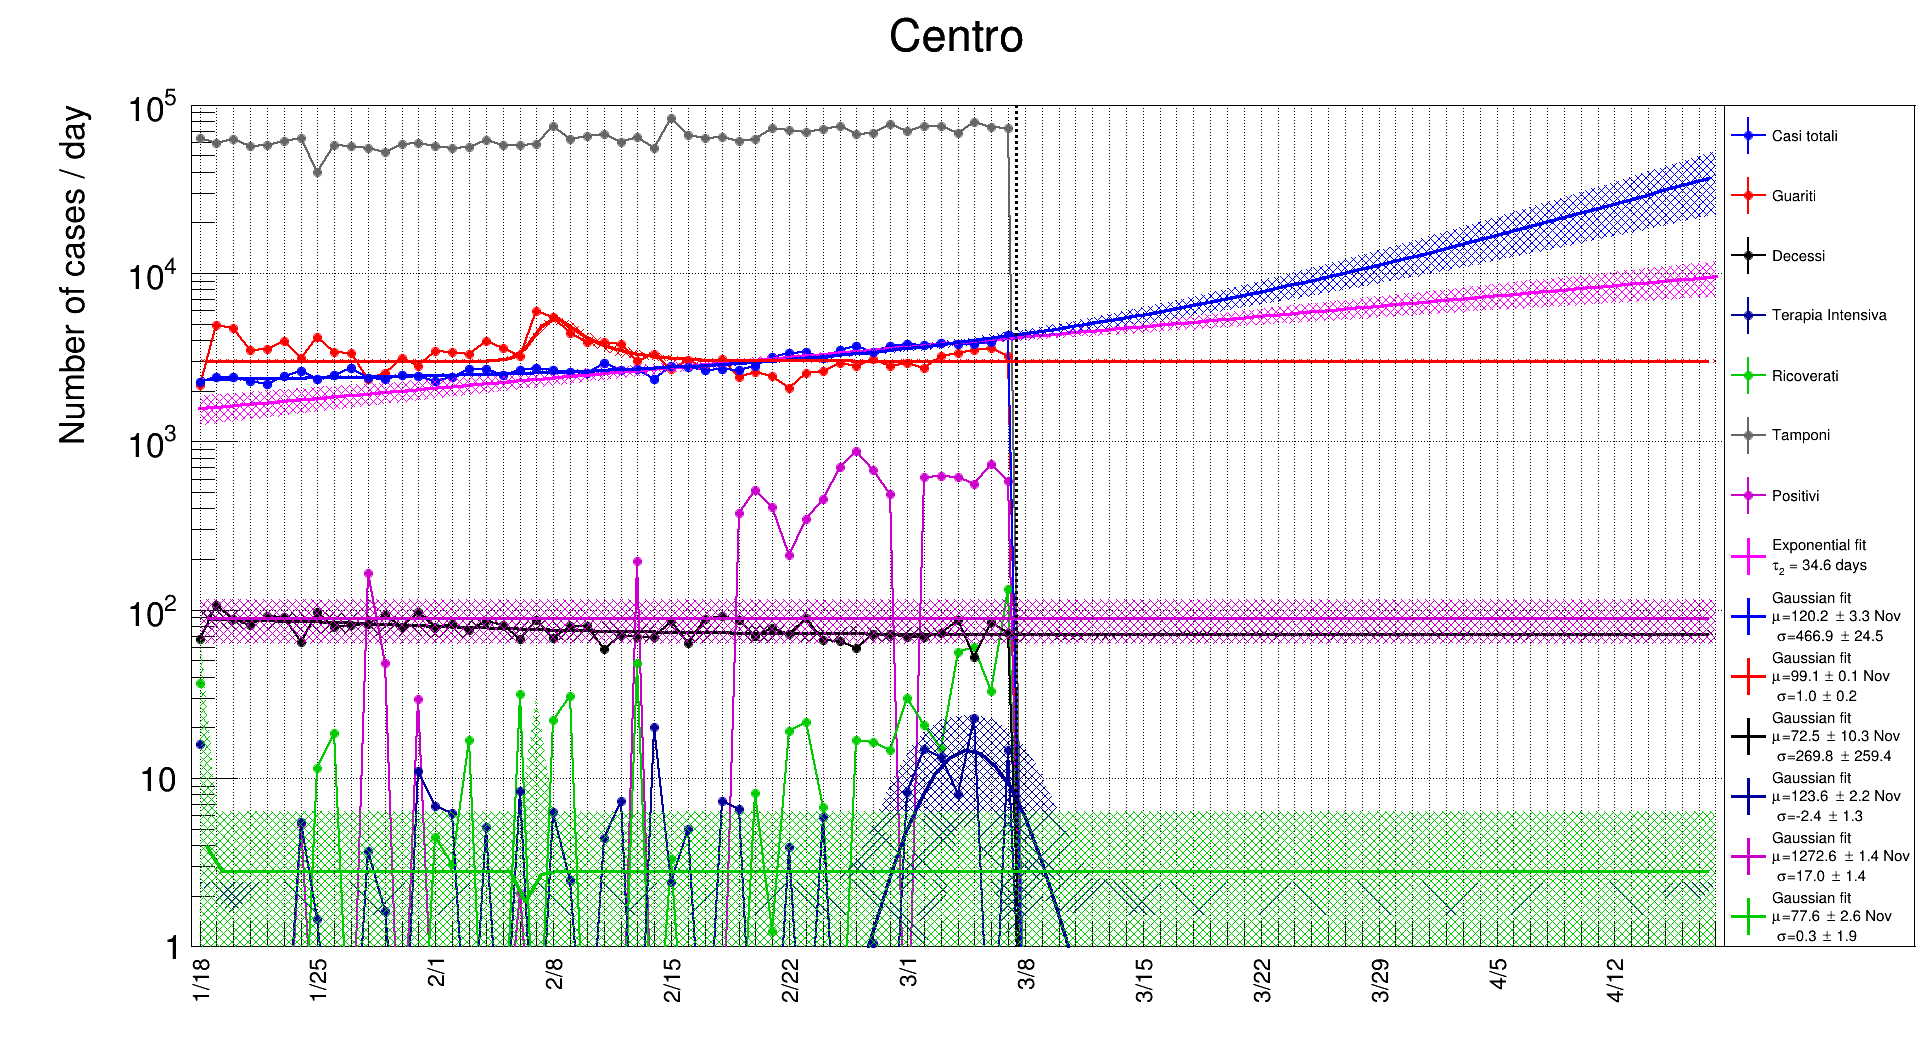 Centro
Number of cases / day
10^5
10^4
10^3
10^2
10
1
1/18
1/25
2/1
2/8
2/15
2/22
3/1
3/8
3/15
3/22
3/29
4/5
4/12
Casi totali
Guariti
Decessi
Terapia Intensiva
Ricoverati
Tamponi
Positivi
Exponential fit
τ_2 = 34.6 days
Gaussian fit
μ=120.2 ± 3.3 Nov
σ=466.9 ± 24.5
Gaussian fit
μ=99.1 ± 0.1 Nov
σ=1.0 ± 0.2
Gaussian fit
μ=72.5 ± 10.3 Nov
σ=269.8 ± 259.4
Gaussian fit
μ=123.6 ± 2.2 Nov
σ=-2.4 ± 1.3
Gaussian fit
μ=1272.6 ± 1.4 Nov
σ=17.0 ± 1.4
Gaussian fit
μ=77.6 ± 2.6 Nov
σ=0.3 ± 1.9